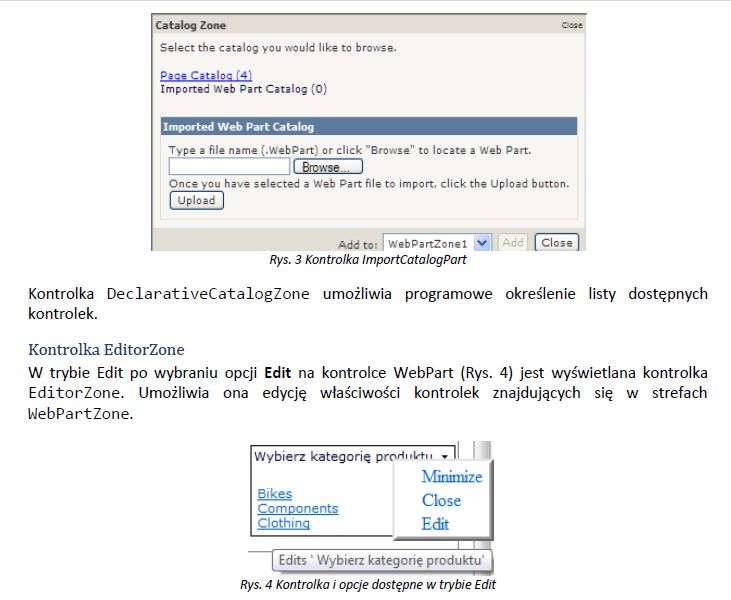 Catalog Zone Close
Select the catalog you would like to browse.
Page Catalog (4)
Imported Web Part Catalog (0)
Imported Web Part Catalog
Type a file name (.WebPart) or click "Browse" to locate a Web Part.
Browse...
Once you have selected a Web Part file to import, click the Upload button.
Upload
Add to: WebPartZone1 Add Close
Rys. 3 Kontrolka ImportCatalogPart
Kontrolka DeclarativeCatalogZone umożliwia programowe określenie listy dostępnych
kontrolek.
Kontrolka EditorZone
W trybie Edit po wybraniu opcji Edit na kontrolce WebPart (Rys. 4) jest wyświetlana kontrolka
EditorZone. Umożliwia ona edycję właściwości kontrolek znajdujących się w strefach
WebPartZone.
Wybierz kategorię produktu
Minimize
Close
Edit
Bikes
Components
Clothing
Edits ' Wybierz kategorię produktu'
Rys. 4 Kontrolka i opcje dostępne w trybie Edit